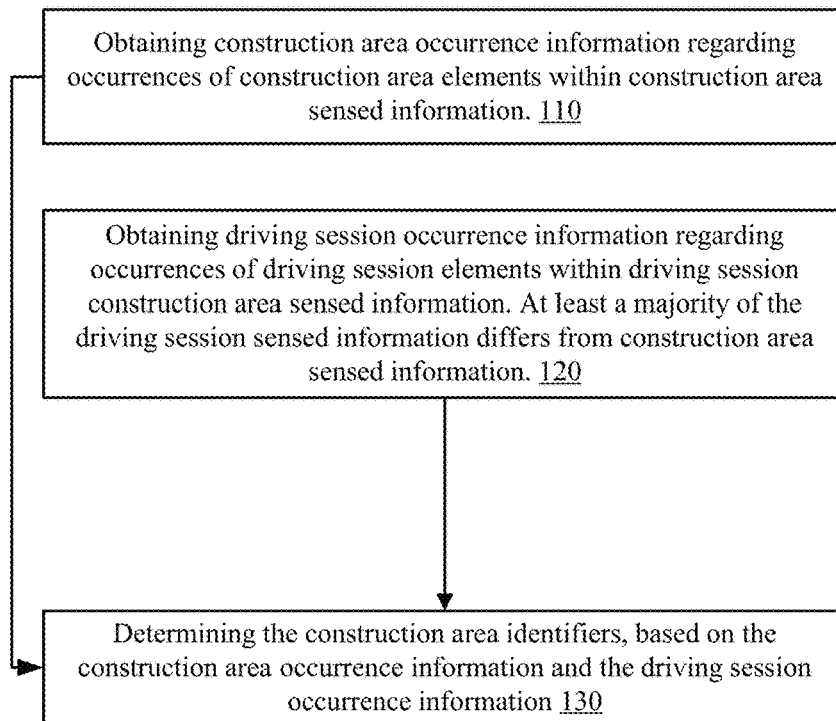 Obtaining construction area occurrence information regarding
occurrences of construction area elements within construction area
sensed information. 110
Obtaining driving session occurrence information regarding
occurrences of driving session elements within driving session
construction area sensed information. At least a majority of the
driving session sensed information differs from construction area
sensed information. 120
Determining the construction area identifiers, based on the
construction area occurrence information and the driving session
occurrence information 130